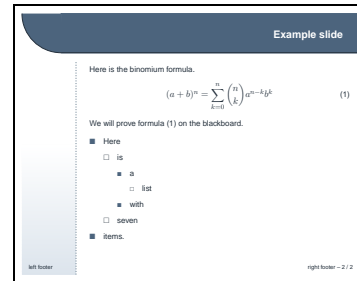 Example slide
Here is the binomium formula.
(a + b)^n = \sum_{k=0}^{n} \binom{n}{k} a^{n-k} b^k (1)
We will prove formula (1) on the blackboard.
■ Here
□ is
■ a
□ list
■ with
□ seven
■ items.
left footer
right footer – 2 / 2